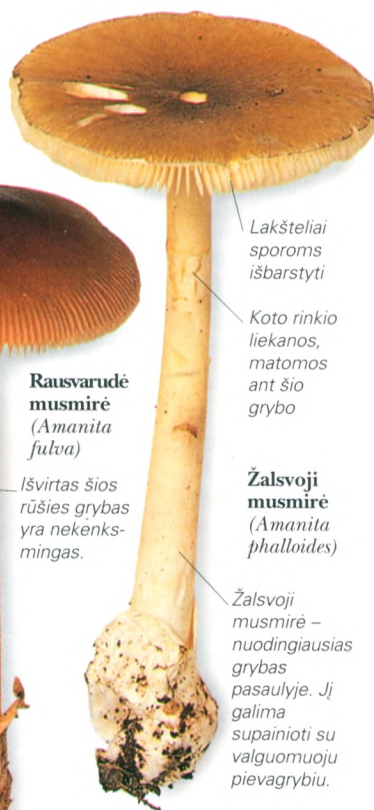 Lakšteliai
sporoms
išbarstyti
Koto rinkio
liekanos,
matomos
ant šio
grybo
Rausvarudė
musmirė
(Amanita
fulva)
Išvirtas šios
rūšies grybas
yra nekenks-
mingas.
Žalsvoji
musmirė
(Amanita
phalloides)
Žalsvoji
musmirė –
nuodingiausias
grybas
pasaulyje. Jį
galima
supainioti su
valguomuoju
pievagrybiu.